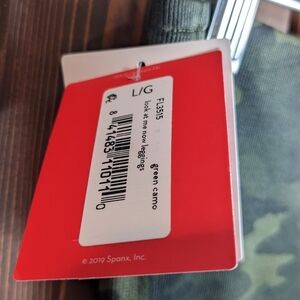 L/G
FL3515
look at me now leggings
green camo
8 41483 11011 0
© 2019 Spanx, Inc.